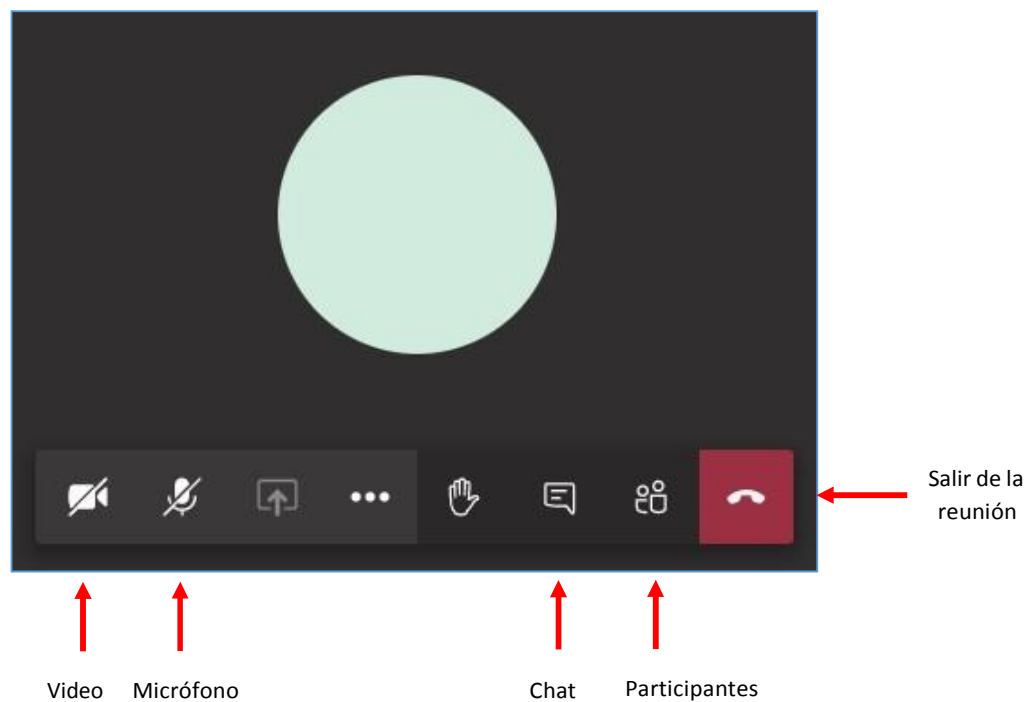 Salir de la
reunión
Video
Micrófono
Chat
Participantes